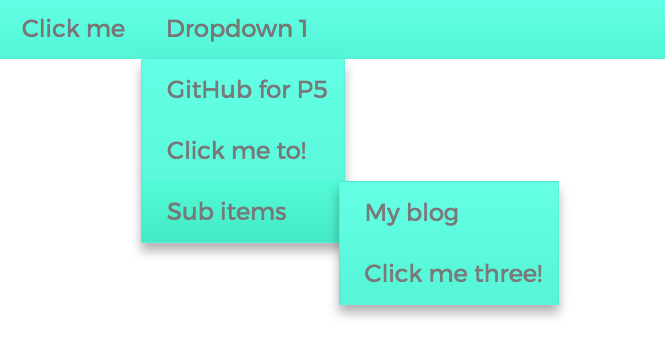 Click me
Dropdown 1
GitHub for P5
Click me to!
Sub items
My blog
Click me three!